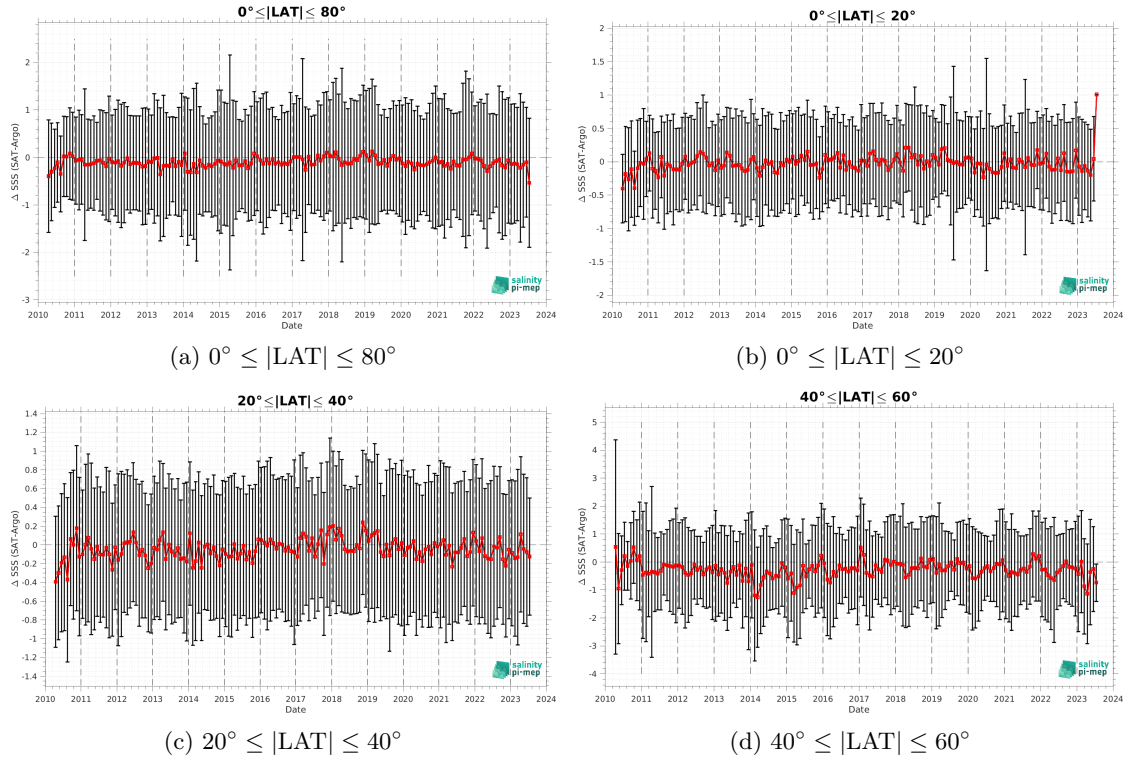 0°≤|LAT|≤ 80°
Δ SSS (SAT-Argo)
2
1
0
-1
-2
-3
2010 2011 2012 2013 2014 2015 2016 2017 2018 2019 2020 2021 2022 2023 2024
Date
salinity
pi-mep
(a) 0° ≤ |LAT| ≤ 80°
0°≤|LAT|≤ 20°
Δ SSS (SAT-Argo)
2
1.5
1
0.5
0
-0.5
-1
-1.5
-2
2010 2011 2012 2013 2014 2015 2016 2017 2018 2019 2020 2021 2022 2023 2024
Date
salinity
pi-mep
(b) 0° ≤ |LAT| ≤ 20°
20°≤|LAT|≤ 40°
Δ SSS (SAT-Argo)
1.4
1.2
1
0.8
0.6
0.4
0.2
0
-0.2
-0.4
-0.6
-0.8
-1
-1.2
-1.4
2010 2011 2012 2013 2014 2015 2016 2017 2018 2019 2020 2021 2022 2023 2024
Date
salinity
pi-mep
(c) 20° ≤ |LAT| ≤ 40°
40°≤|LAT|≤ 60°
Δ SSS (SAT-Argo)
5
4
3
2
1
0
-1
-2
-3
-4
2010 2011 2012 2013 2014 2015 2016 2017 2018 2019 2020 2021 2022 2023 2024
Date
salinity
pi-mep
(d) 40° ≤ |LAT| ≤ 60°